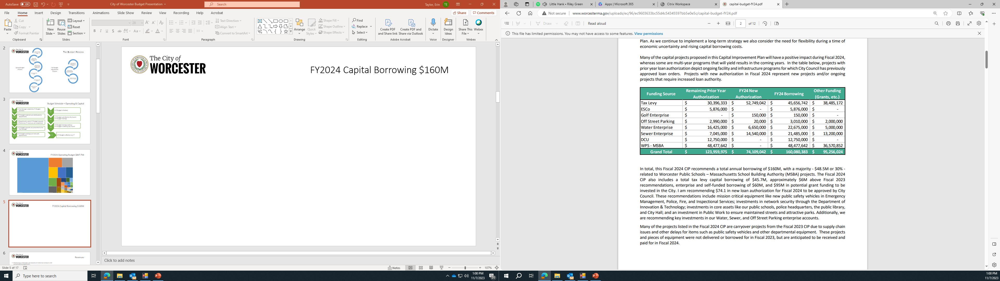 AutoSave Off
City of Worcester Budget Presentation
Search
Taylor, Erin TE
File Home Insert Design Transitions Animations Slide Show Review View Recording Help Acrobat
Share Comments
Paste
Cut
Copy
Format Painter
Clipboard
New Slide
Reuse Slides
Layout
Reset
Section
Slides
28
Font
Text Direction
Align Text
Convert to SmartArt
Paragraph
Arrange
Quick Styles
Shape Fill
Shape Outline
Shape Effects
Drawing
Find
Replace
Select
Editing
Create PDF and Share link
Create PDF and Share via Outlook
Adobe Acrobat
Dictate
Voice
Design Ideas
Designer
Share This File
Webex
Webex
2
The City of
WORCESTER
THE BUDGET PROCESS
Spring Budget Process
Fall Budget Adjustment Process
3
The City of
WORCESTER
Budget Schedule – Operating & Capital
4
The City of
WORCESTER
FY2024 Operating Budget $847.7M
5
The City of
WORCESTER
FY2024 Capital Borrowing $160M
6
The City of
WORCESTER
Revenues
The City of
WORCESTER
FY2024 Capital Borrowing $160M
Click to add notes
Slide 5 of 17
Notes
107%
Type here to search
1:00 PM
11/7/2023
20
Little Hank • Riley Green
Apps | Microsoft 365
Citrix Workspace
capital-budget-fY24.pdf
Not secure | www.worcesterma.gov/uploads/ec/96/ec9603633bc55d4c54345597bb5e0e5c/capital-budget-fY24.pdf
Draw
Read aloud
2 of 12
This file has limited permissions. You may not have access to some features. View permissions
Plan. As we continue to implement a long-term strategy we also consider the need for flexibility during a time of
economic uncertainty and rising capital borrowing costs.
Many of the capital projects proposed in this Capital Improvement Plan will have a positive impact during Fiscal 2024,
whereas some are multi-year programs that will yield results in the coming years. In the table below, projects with
prior year loan authorization depict ongoing facility and infrastructure programs for which City Council has previously
approved loan orders. Projects with new authorization in Fiscal 2024 represent new projects and/or ongoing
projects that require increased loan authority.
Funding Source Remaining Prior Year Authorization FY24 New Authorization FY24 Borrowing Other Funding (Grants, etc.)
Tax Levy $ 30,396,333 $ 52,749,042 $ 45,656,742 $ 38,485,172
ESCo $ 5,876,000 $ - $ 5,876,000 $ -
Golf Enterprise $ - $ 150,000 $ 150,000 $ -
Off Street Parking $ 2,990,000 $ 20,000 $ 3,010,000 $ 2,000,000
Water Enterprise $ 16,425,000 $ 6,650,000 $ 22,675,000 $ 5,000,000
Sewer Enterprise $ 7,045,000 $ 14,540,000 $ 21,485,000 $ 13,200,000
DCU $ 12,750,000 $ - $ 12,750,000 $ -
WPS - MSBA $ 48,477,642 $ - $ 48,477,642 $ 36,570,852
Grand Total $ 123,959,975 $ 74,109,042 $ 160,080,383 $ 95,256,024
In total, this Fiscal 2024 CIP recommends a total annual borrowing of $160M, with a majority - $48.5M or 30% -
related to Worcester Public Schools – Massachusetts School Building Authority (MSBA) projects. The Fiscal 2024
CIP also includes a total tax levy capital borrowing of $45.7M, approximately $6M above Fiscal 2023
recommendations, enterprise and self-funded borrowing of $60M, and $95M in potential grant funding to be
invested in the City. I am recommending $74.1 in new loan authorization for Fiscal 2024 to be approved by City
Council. These recommendations include mission critical equipment like new public safety vehicles in Emergency
Management, Police, Fire, and Inspectional Services; investments in network security through the Department of
Innovation & Technology; investments in core assets like our public schools, police headquarters, the public library,
and City Hall; and an investment in Public Work to ensure maintained streets and attractive parks. Additionally, we
are recommending key investments in our Water, Sewer, and Off Street Parking enterprise accounts.
Many of the projects listed in the Fiscal 2024 CIP are carryover projects from the Fiscal 2023 CIP due to supply chain
issues and other delays for items such as public safety vehicles and other departmental equipment. These projects
and pieces of equipment were not delivered or borrowed for in Fiscal 2023, but are anticipated to be received and
paid for in Fiscal 2024.
1:00 PM
11/7/2023